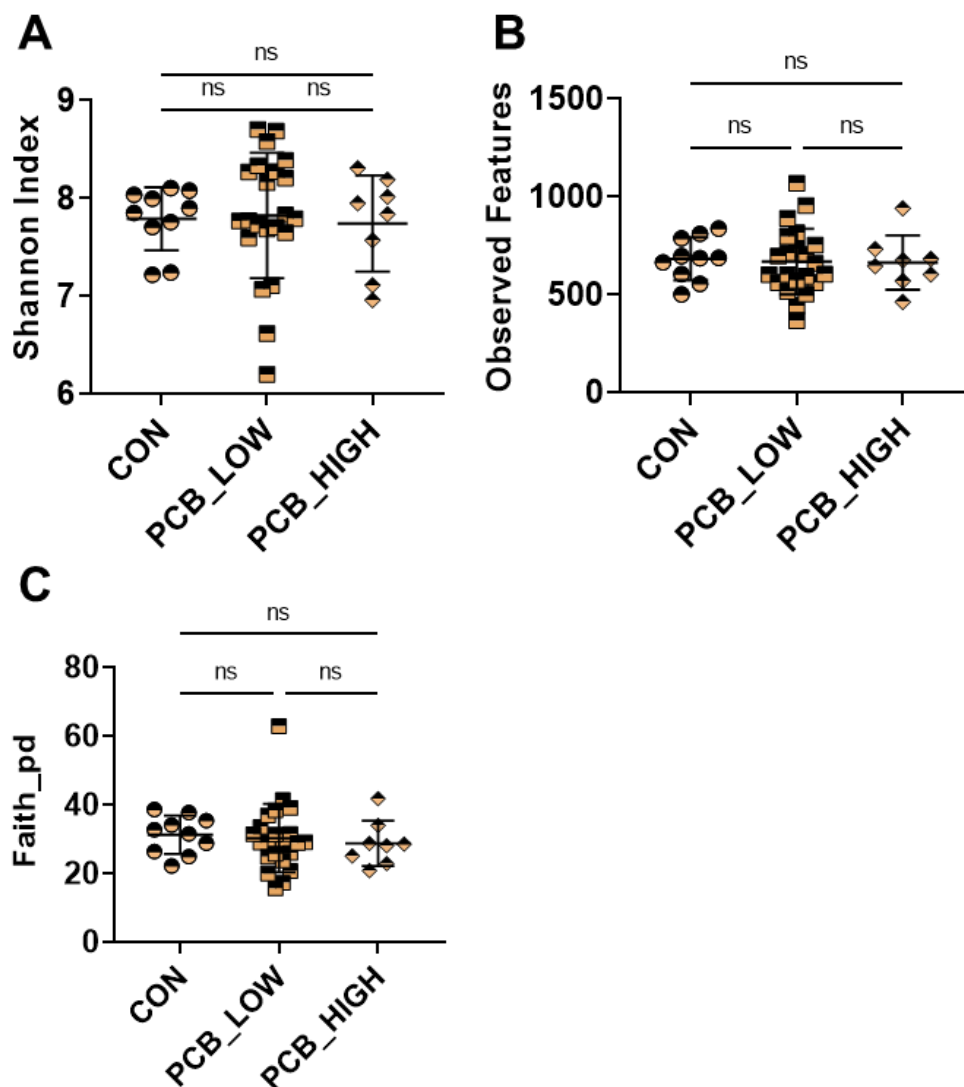 A
ns
ns ns
Shannon Index
9
8
7
6
CON
PCB_LOW
PCB_HIGH
B
ns
ns ns
Observed Features
1500
1000
500
0
CON
PCB_LOW
PCB_HIGH
C
ns
ns ns
Faith_pd
80
60
40
20
0
CON
PCB_LOW
PCB_HIGH